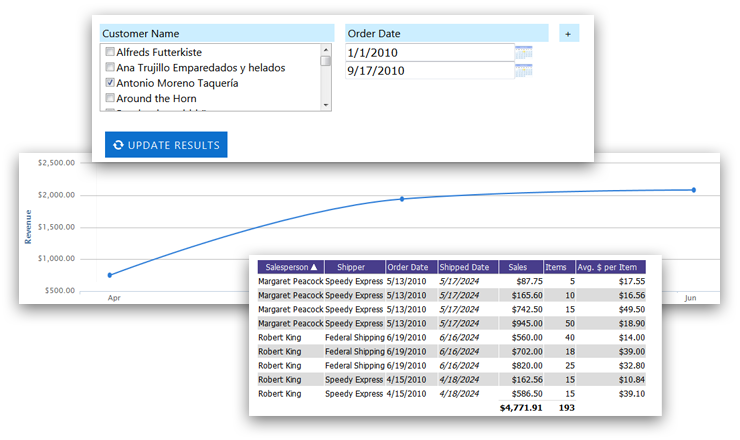 Customer Name Order Date +
Alfreds Futterkiste 1/1/2010
Ana Trujillo Emparedados y helados 9/17/2010
Antonio Moreno Taquería
Around the Horn
UPDATE RESULTS
$2,500.00
$2,000.00
$1,500.00
$1,000.00
$500.00
Revenue
Apr Jun
Salesperson ▲ Shipper Order Date Shipped Date Sales Items Avg. $ per Item
Margaret Peacock Speedy Express 5/13/2010 5/17/2024 $87.75 5 $17.55
Margaret Peacock Speedy Express 5/13/2010 5/17/2024 $165.60 10 $16.56
Margaret Peacock Speedy Express 5/13/2010 5/17/2024 $742.50 15 $49.50
Margaret Peacock Speedy Express 5/13/2010 5/17/2024 $945.00 50 $18.90
Robert King Federal Shipping 6/19/2010 6/16/2024 $560.00 40 $14.00
Robert King Federal Shipping 6/19/2010 6/16/2024 $702.00 18 $39.00
Robert King Federal Shipping 6/19/2010 6/16/2024 $820.00 25 $32.80
Robert King Speedy Express 4/15/2010 4/18/2024 $162.56 15 $10.84
Robert King Speedy Express 4/15/2010 4/18/2024 $586.50 15 $39.10
$4,771.91 193